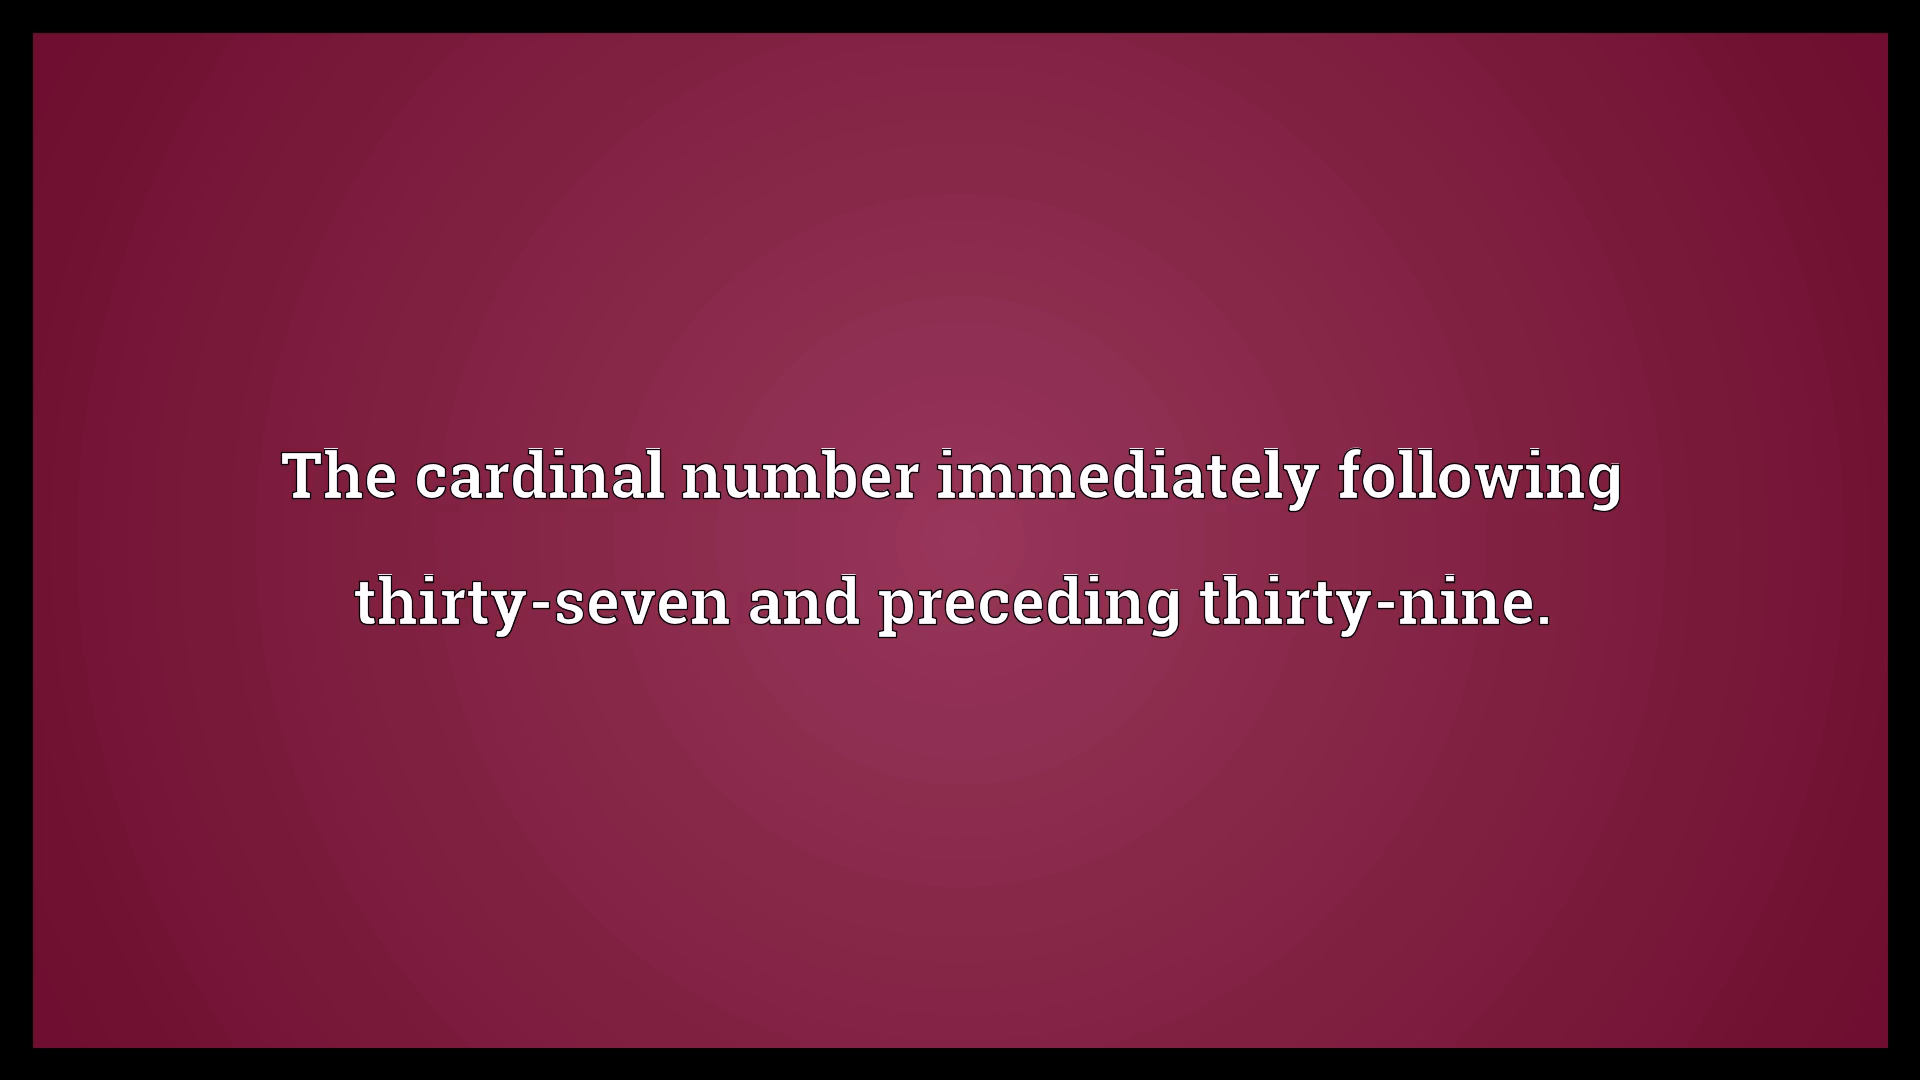 The cardinal number immediately following
thirty-seven and preceding thirty-nine.